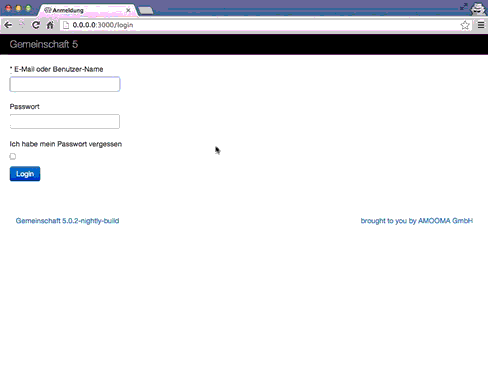 Anmeldung
0.0.0.0:3000/login
Gemeinschaft 5
* E-Mail oder Benutzer-Name
Passwort
Ich habe mein Passwort vergessen
Login
Gemeinschaft 5.0.2-nightly-build
brought to you by AMOOMA GmbH